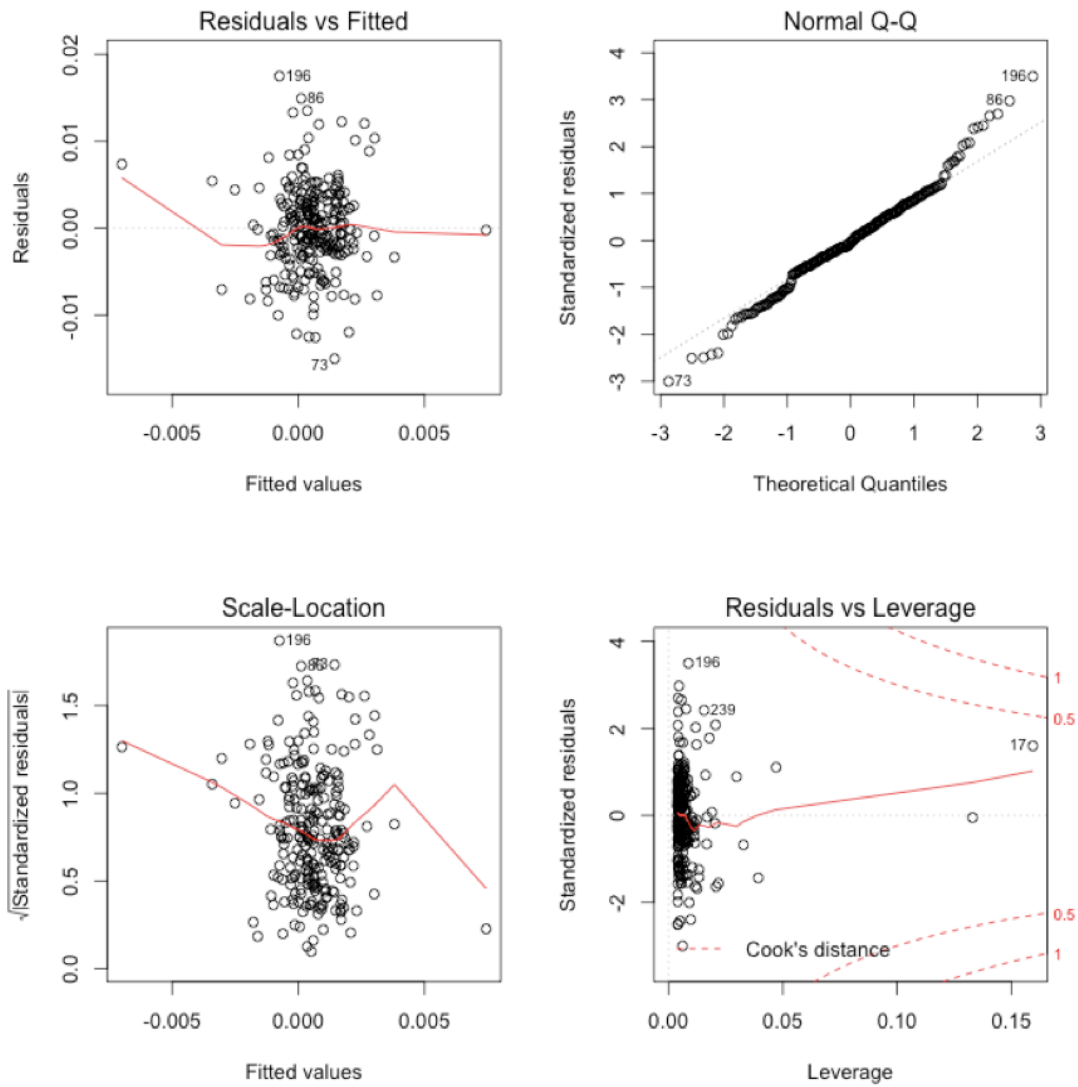 Residuals vs Fitted
Residuals
0.02
0.01
0.00
-0.01
196
86
73
-0.005 0.000 0.005
Fitted values
Normal Q-Q
Standardized residuals
4
3
2
1
0
-1
-2
-3
196
86
73
-3 -2 -1 0 1 2 3
Theoretical Quantiles
Scale-Location
√|Standardized residuals|
1.5
1.0
0.5
0.0
196
73
86
-0.005 0.000 0.005
Fitted values
Residuals vs Leverage
Standardized residuals
4
2
0
-2
196
239
17
1
0.5
0.5
1
Cook's distance
0.00 0.05 0.10 0.15
Leverage